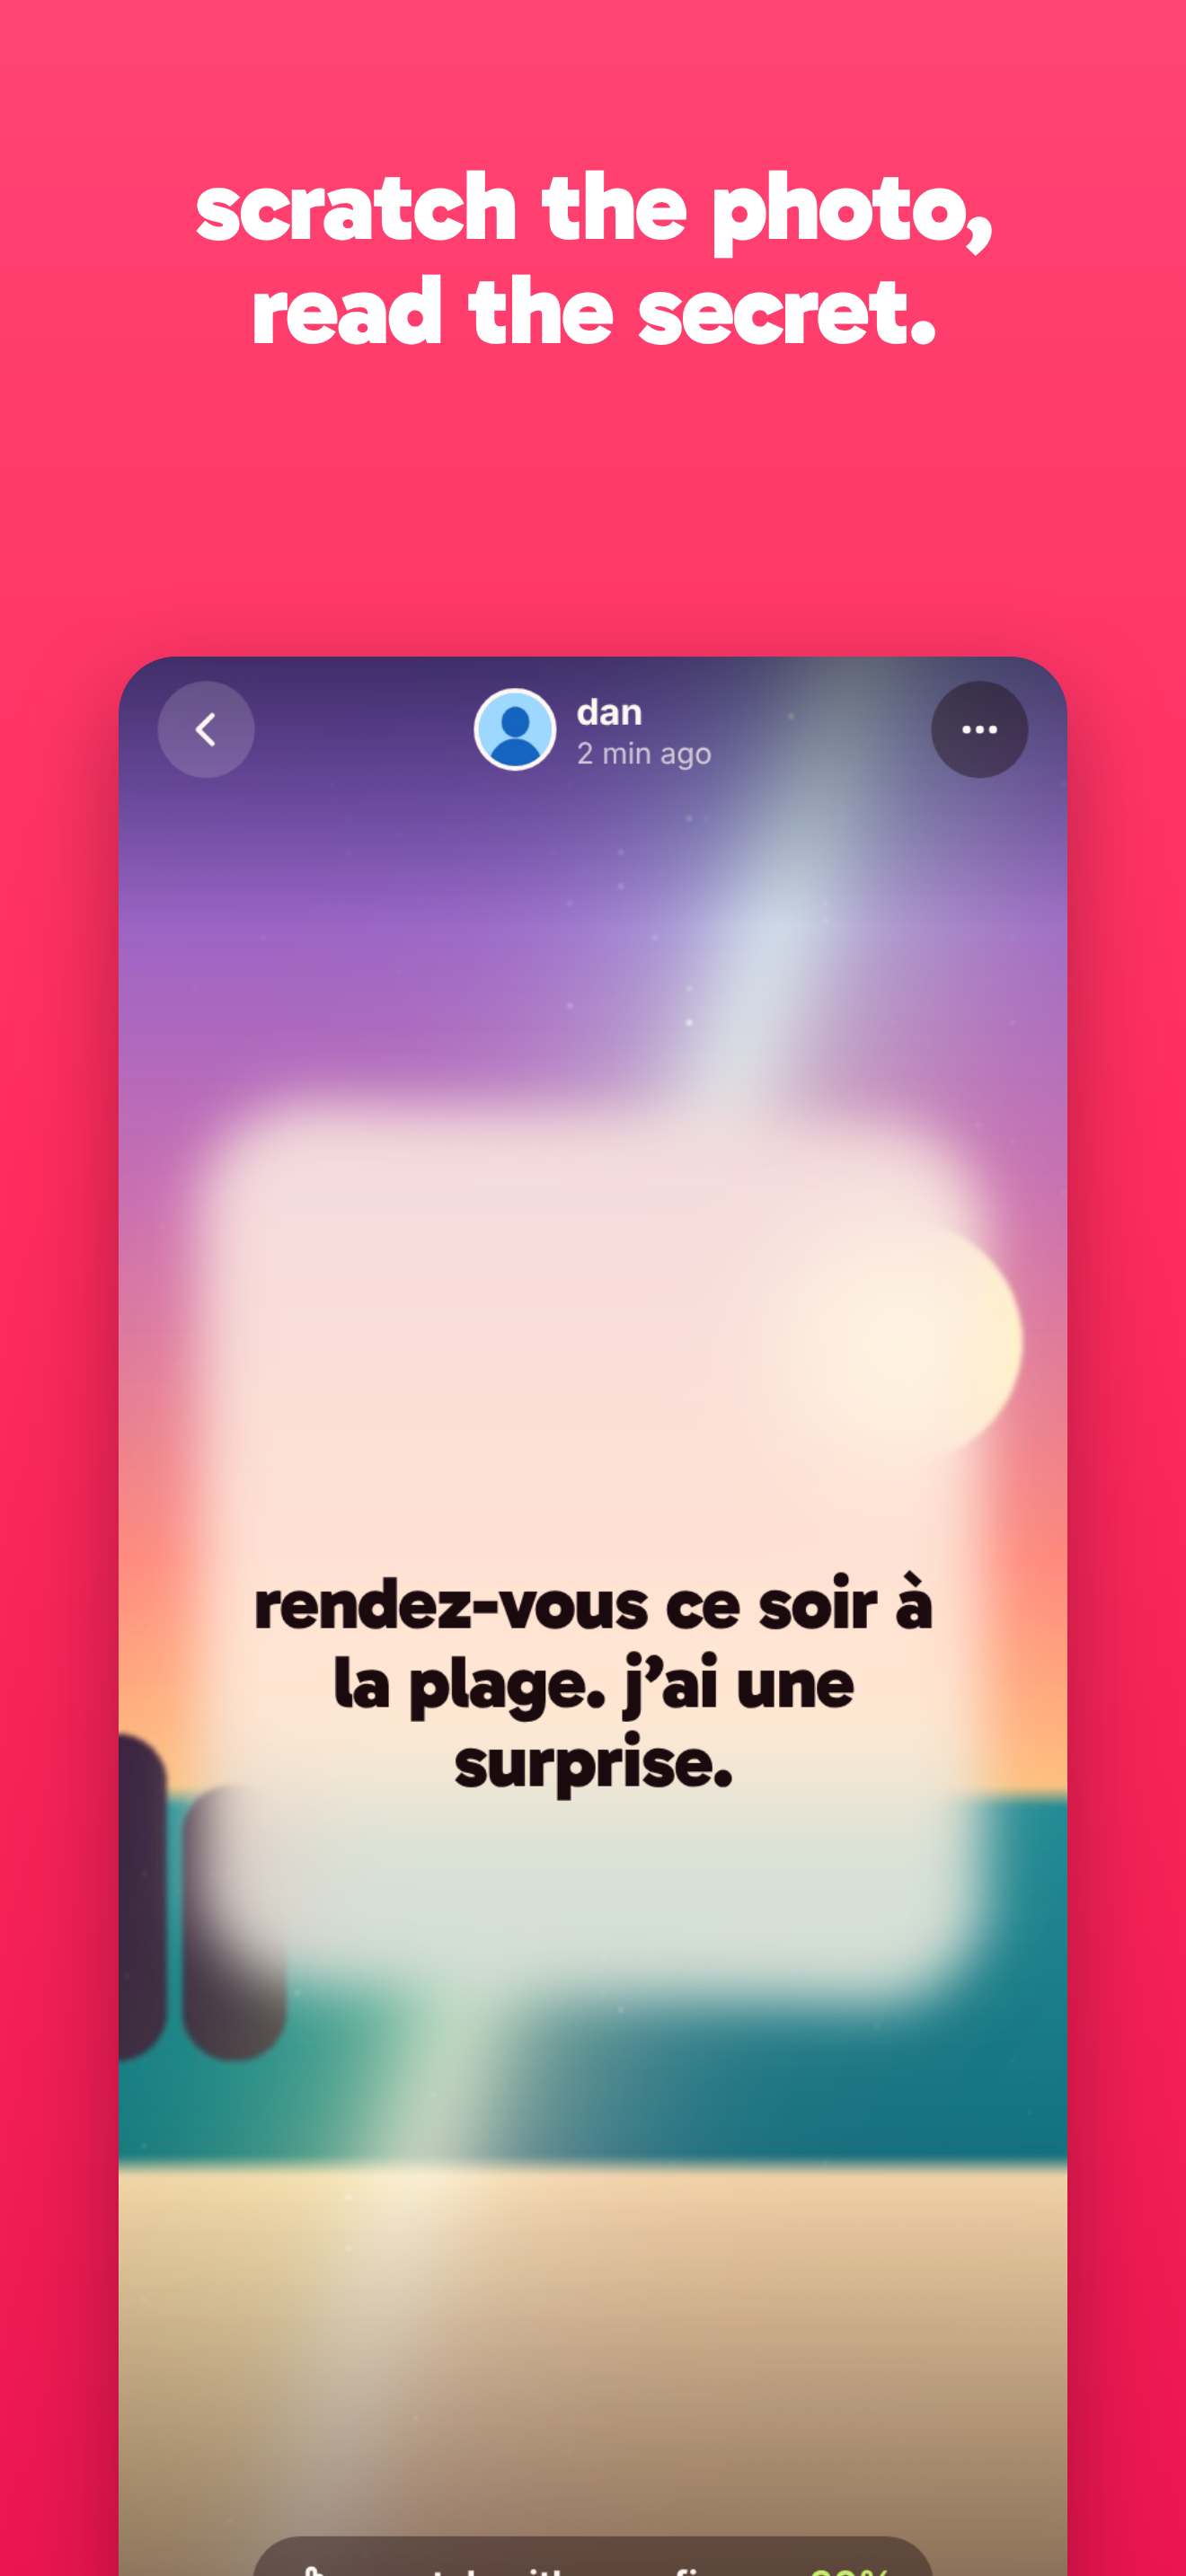 scratch the photo,
read the secret.
dan
2 min ago
rendez-vous ce soir à
la plage. j’ai une
surprise.